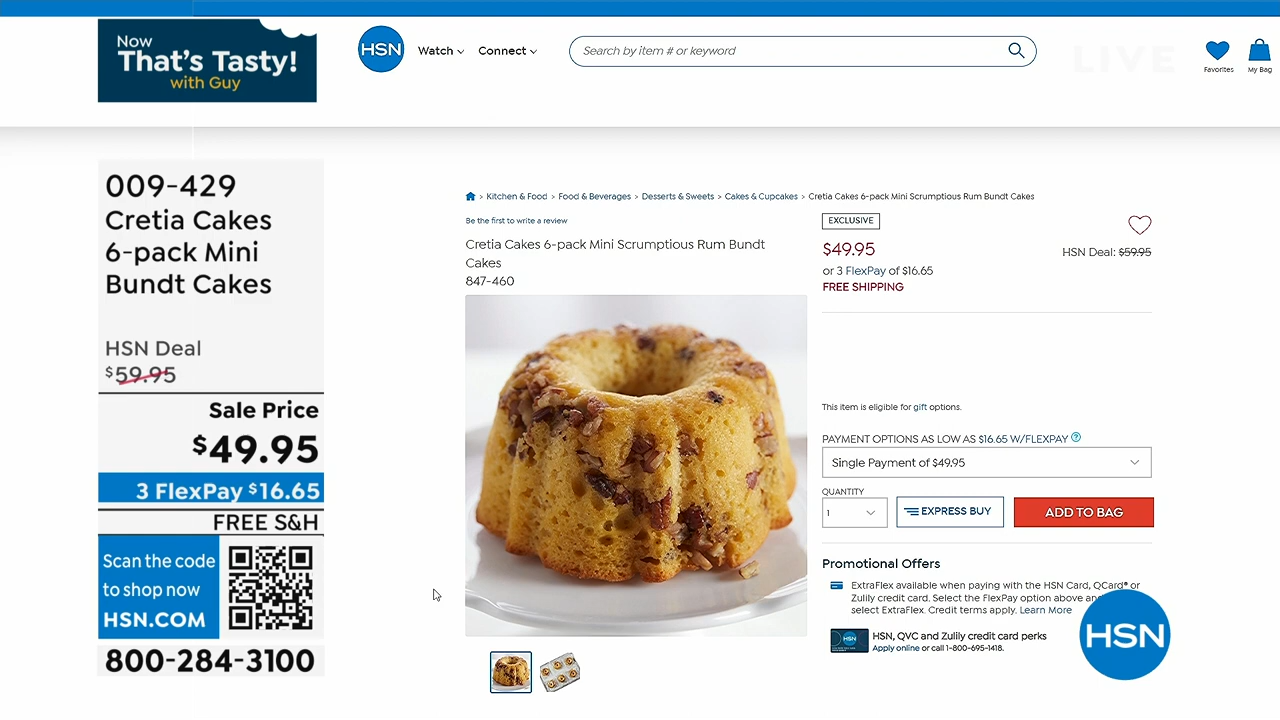 Now
That's Tasty!
with Guy
HSN
Watch
Connect
Search by item # or keyword
LIVE
Favorites
My Bag
009-429
Cretia Cakes
6-pack Mini
Bundt Cakes
HSN Deal
$59.95
Sale Price
$49.95
3 FlexPay $16.65
FREE S&H
Scan the code
to shop now
HSN.COM
800-284-3100
> Kitchen & Food > Food & Beverages > Desserts & Sweets > Cakes & Cupcakes > Cretia Cakes 6-pack Mini Scrumptious Rum Bundt Cakes
Be the first to write a review
Cretia Cakes 6-pack Mini Scrumptious Rum Bundt
Cakes
847-460
EXCLUSIVE
$49.95
HSN Deal: $59.95
or 3 FlexPay of $16.65
FREE SHIPPING
This item is eligible for gift options.
PAYMENT OPTIONS AS LOW AS $16.65 W/FLEXPAY ?
Single Payment of $49.95
QUANTITY
1
EXPRESS BUY
ADD TO BAG
Promotional Offers
ExtraFlex available when paying with the HSN Card, QCard® or
Zulily credit card. Select the FlexPay option above and
select ExtraFlex. Credit terms apply. Learn More
HSN
HSN, QVC and Zulily credit card perks
Apply online or call 1-800-695-1418.
HSN